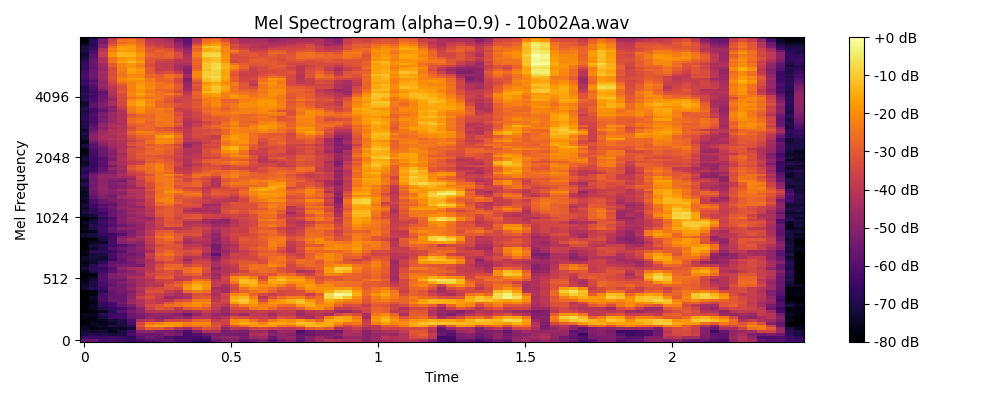 Mel Spectrogram (alpha=0.9) - 10b02Aa.wav
Mel Frequency
4096
2048
1024
512
0
0
0.5
1
1.5
2
Time
+0 dB
-10 dB
-20 dB
-30 dB
-40 dB
-50 dB
-60 dB
-70 dB
-80 dB